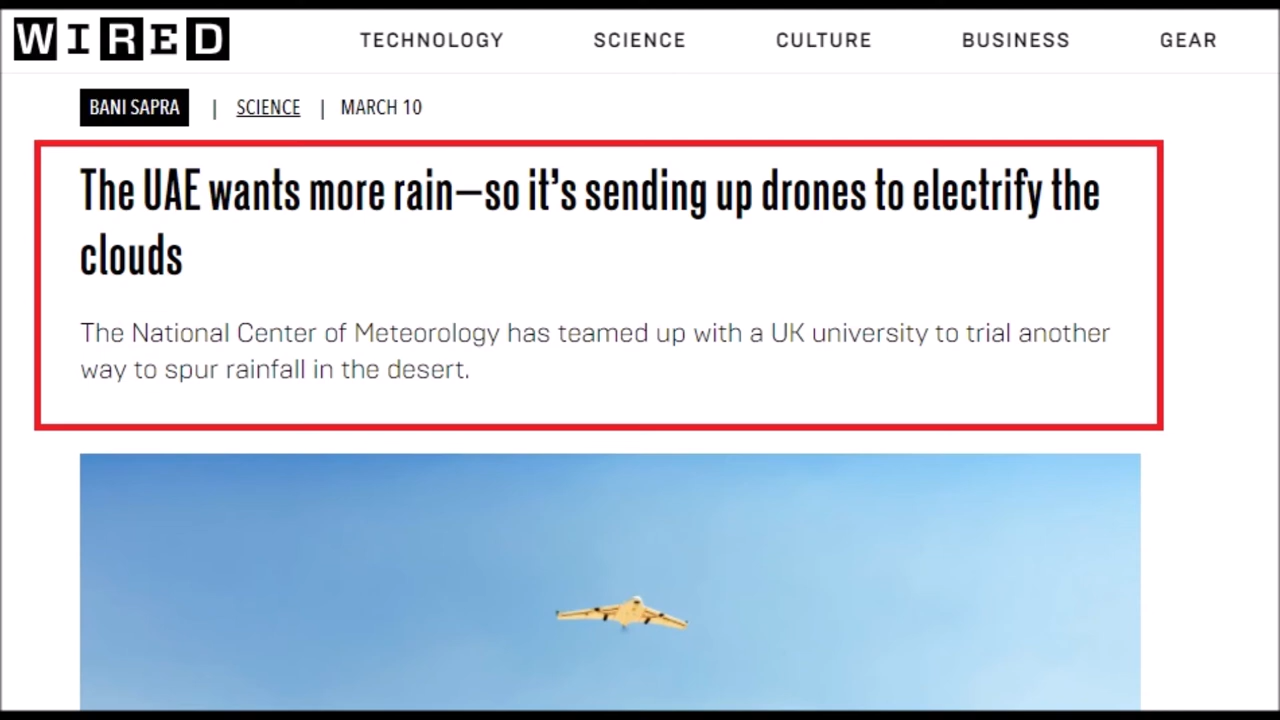 WIRED TECHNOLOGY SCIENCE CULTURE BUSINESS GEAR
BANI SAPRA | SCIENCE | MARCH 10
The UAE wants more rain—so it's sending up drones to electrify the
clouds
The National Center of Meteorology has teamed up with a UK university to trial another
way to spur rainfall in the desert.